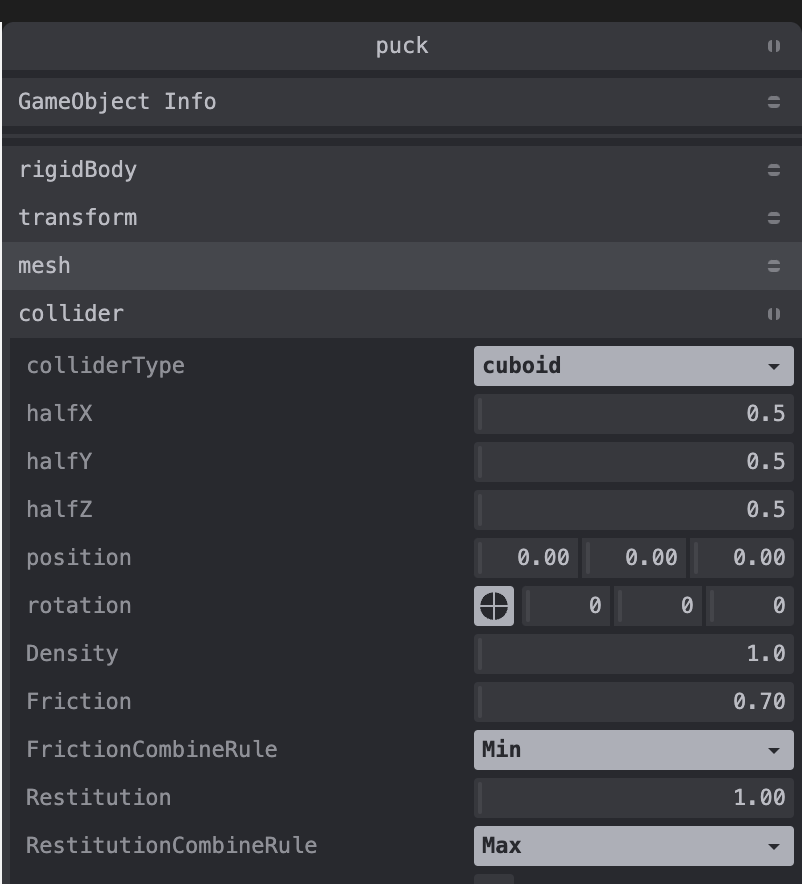 puck
GameObject Info
rigidBody
transform
mesh
collider
colliderType cuboid
halfX 0.5
halfY 0.5
halfZ 0.5
position 0.00 0.00 0.00
rotation 0 0 0
Density 1.0
Friction 0.70
FrictionCombineRule Min
Restitution 1.00
RestitutionCombineRule Max